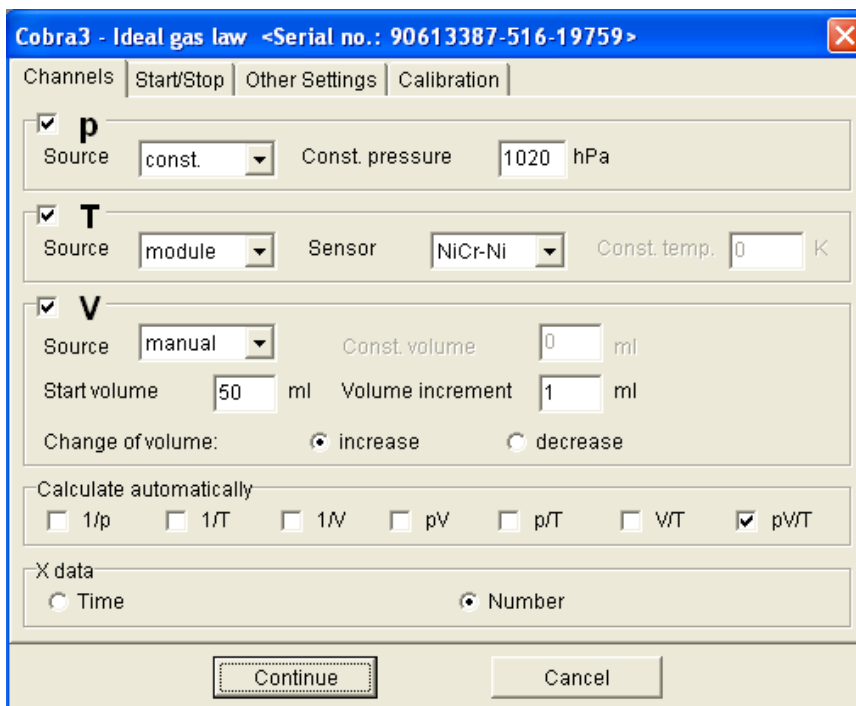 Cobra3 - Ideal gas law <Serial no.: 90613387-516-19759>
Channels Start/Stop Other Settings Calibration
p
Source const. Const. pressure 1020 hPa
T
Source module Sensor NiCr-Ni Const. temp. 0 K
V
Source manual Const. volume 0 ml
Start volume 50 ml Volume increment 1 ml
Change of volume: increase decrease
Calculate automatically
1/p 1/T 1/V pV p/T V/T pV/T
X data
Time Number
Continue Cancel